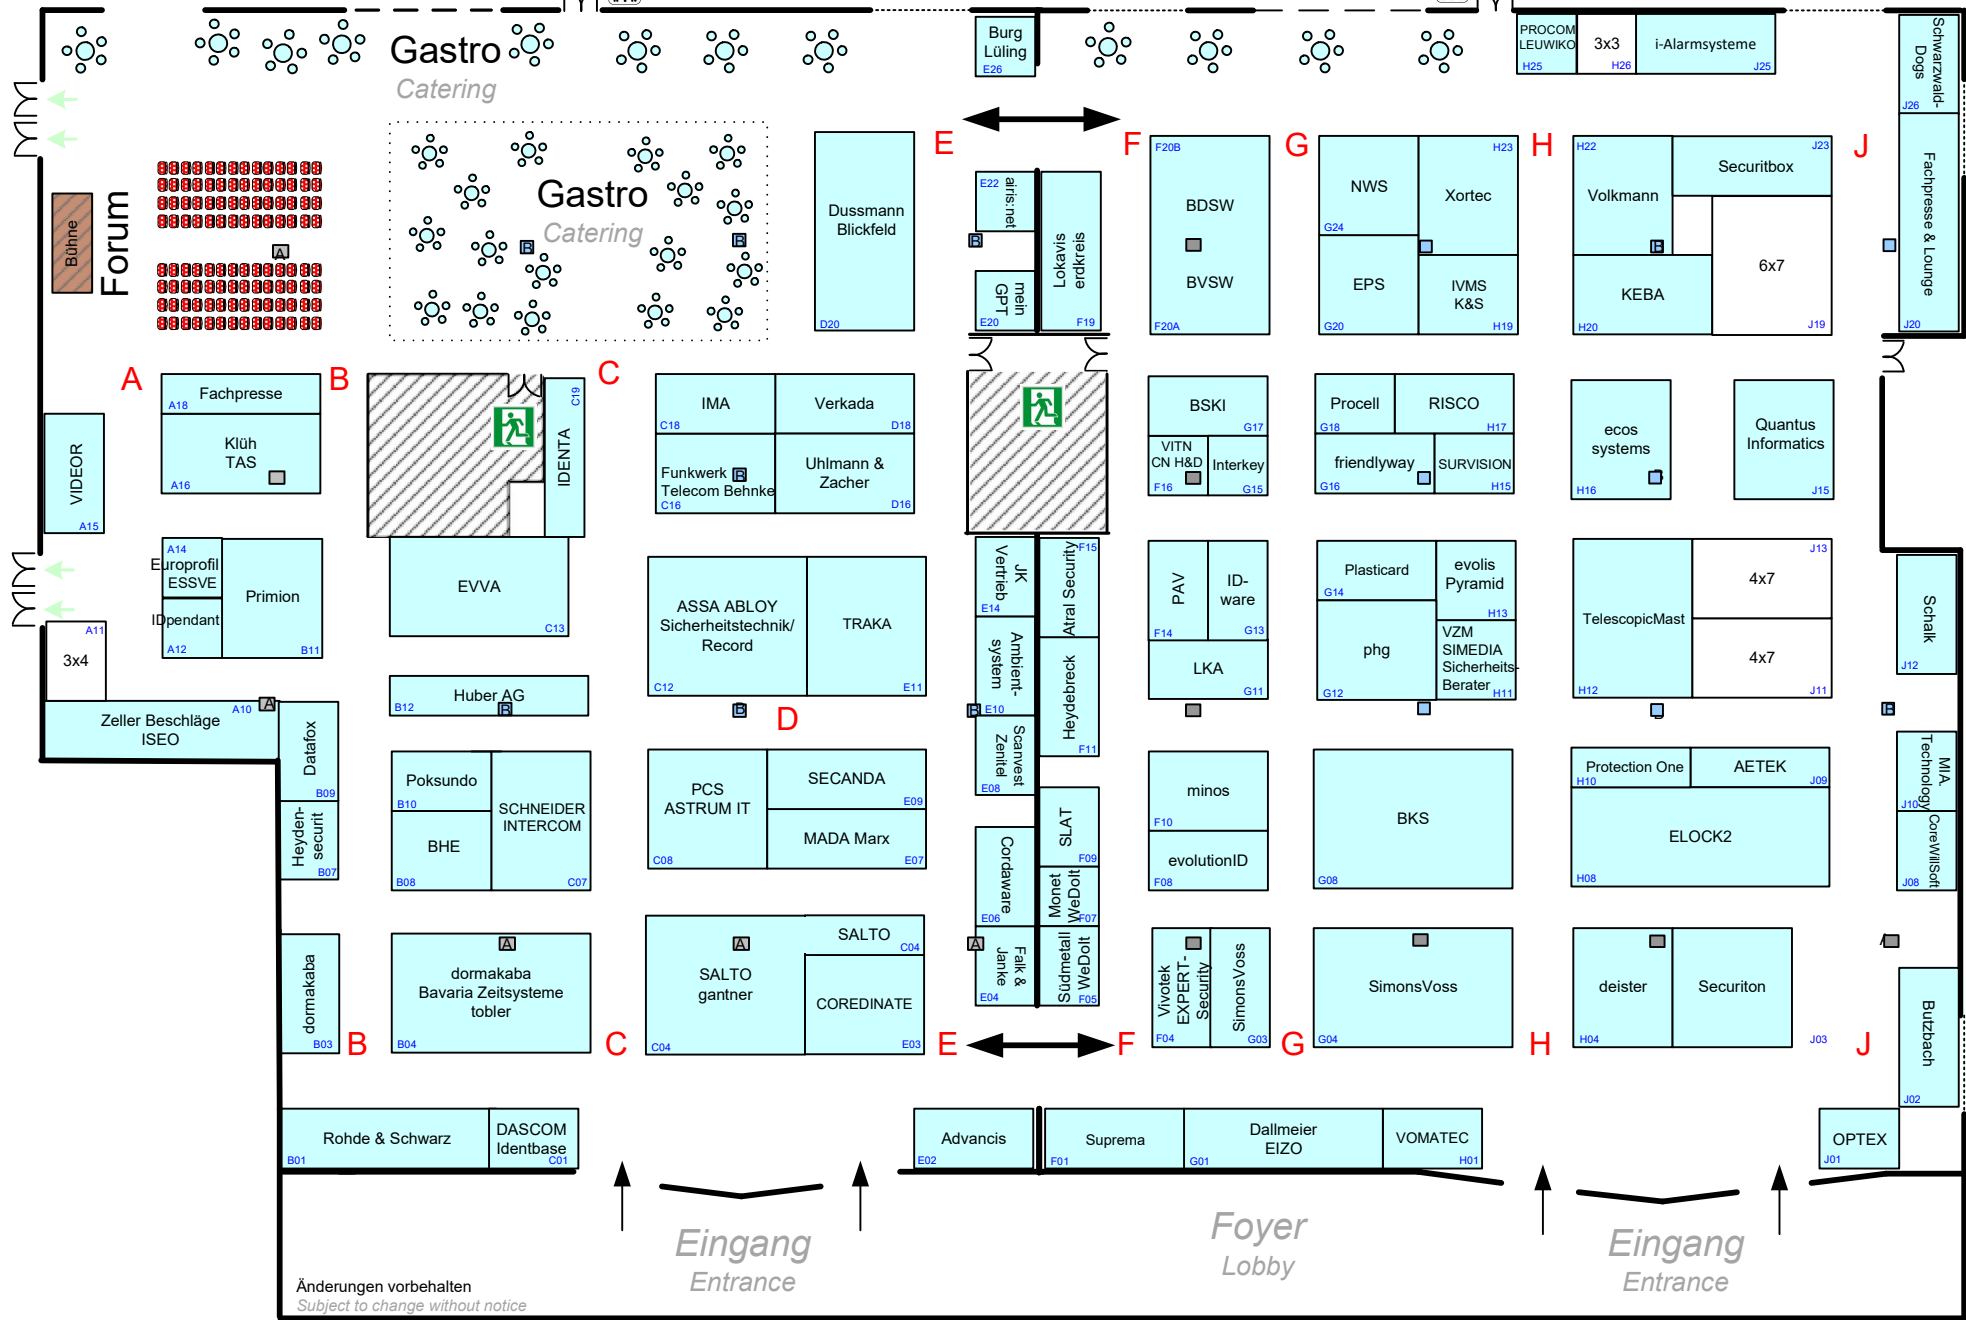 Gastro
Catering
Burg
Lüling
E26
PROCOM
LEUWIKO
H25
3x3
H26
i-Alarmsysteme
J25
Schwarzwald-
Dogs
J26
Bühne
Forum
A
Gastro
Catering
B
B
Dussmann
Blickfeld
D20
E
F
G
H
J
E22
airis:net
B
mein
GPT
E20
Lokavis
erdkreis
F19
F20B
BDSW
BVSW
F20A
NWS
G24
H23
Xortec
EPS
G20
IVMS
K&S
H19
H22
Volkmann
B
J23
Securitbox
KEBA
H20
6x7
J19
Fachpresse & Lounge
J20
A
B
C
Fachpresse
A18
Klüh
TAS
A16
VIDEOR
A15
C19
IDENTA
IMA
C18
Verkada
D18
Funkwerk
Telecom Behnke
C16
B
Uhlmann &
Zacher
D16
BSKI
G17
VITN
CN H&D
F16
Interkey
G15
Procell
G18
RISCO
H17
friendlyway
G16
SURVISION
H15
ecos
systems
H16
Quantus
Informatics
J15
A14
Europrofil
ESSVE
IDpendant
A12
Primion
B11
A11
3x4
EVVA
C13
ASSA ABLOY
Sicherheitstechnik/
Record
C12
TRAKA
E11
JK
Vertrieb
E14
F15
Atral Security
Ambient-
system
E10
Heydebreck
F11
PAV
F14
ID-
ware
G13
LKA
G11
Plasticard
G14
evolis
Pyramid
H13
phg
G12
VZM
SIMEDIA
Sicherheits-
Berater
H11
TelescopicMast
H12
J13
4x7
4x7
J11
Schalk
J12
Huber AG
B12
B
A10
A
Zeller Beschläge
ISEO
B
D
B
B
Datafox
B09
Heyden-
securit
B07
Poksundo
B10
BHE
B08
SCHNEIDER
INTERCOM
C07
PCS
ASTRUM IT
C08
SECANDA
E09
MADA Marx
E07
Scanvest
Zenitel
E08
SLAT
F09
Cordaware
E06
Monet
WeDoIt
F07
minos
F10
evolutionID
F08
BKS
G08
Protection One
H10
AETEK
J09
ELOCK2
H08
MIA.
Technology
J10
CoreWillSoft
J08
dormakaba
B03
A
dormakaba
Bavaria Zeitsysteme
tobler
B04
A
SALTO
gantner
C04
SALTO
C04
COREDINATE
E03
A
Falk &
Janke
E04
Südmetall
WeDoIt
F05
Vivotek
EXPERT-
Security
F04
SimonsVoss
G03
SimonsVoss
G04
deister
H04
Securiton
J03
A
Butzbach
J02
B
C
E
F
G
H
J
Rohde & Schwarz
B01
DASCOM
Identbase
C01
Advancis
E02
Suprema
F01
Dallmeier
EIZO
G01
VOMATEC
H01
OPTEX
J01
Eingang
Entrance
Foyer
Lobby
Eingang
Entrance
Änderungen vorbehalten
Subject to change without notice